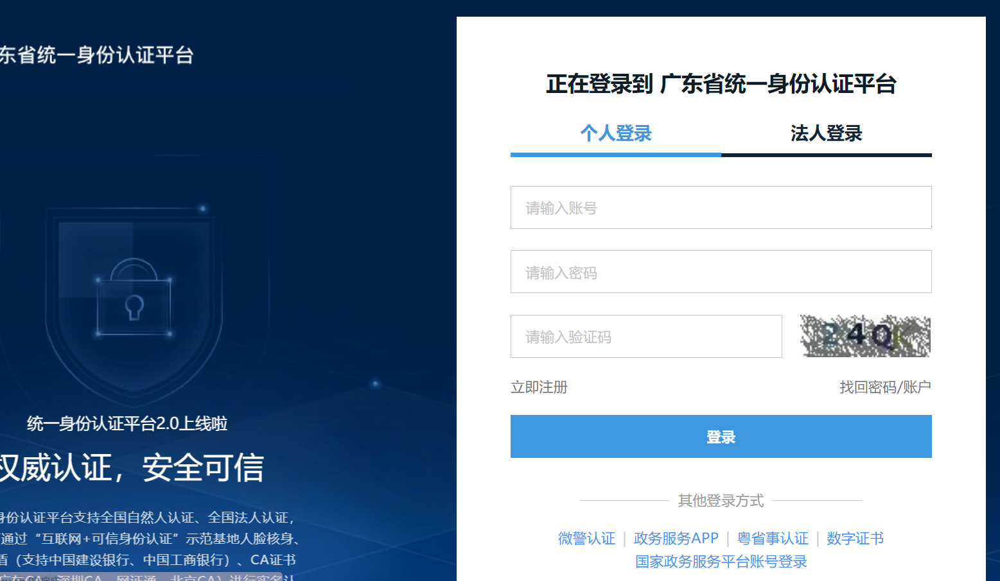 东省统一身份认证平台
统一身份认证平台2.0上线啦
权威认证，安全可信
身份认证平台支持全国自然人认证、全国法人认证，
通过“互联网+可信身份认证”示范基地人脸核身、
盾（支持中国建设银行、中国工商银行）、CA证书
广东CA、深圳CA、网证通、北京CA）进行实名认
正在登录到 广东省统一身份认证平台
个人登录 法人登录
请输入账号
请输入密码
请输入验证码 24QK
立即注册 找回密码/账户
登录
其他登录方式
微警认证 | 政务服务APP | 粤省事认证 | 数字证书
国家政务服务平台账号登录